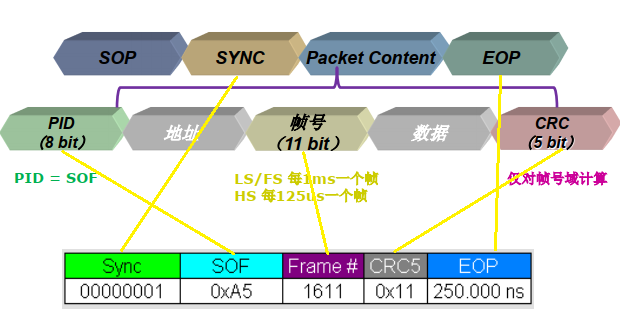 SOP SYNC Packet Content EOP
PID
(8 bit)
地址
帧号
(11 bit)
数据
CRC
(5 bit)
PID = SOF
LS/FS 每1ms一个帧
HS 每125us一个帧
仅对帧号域计算
Sync SOF Frame # CRC5 EOP
00000001 0xA5 1611 0x11 250.000 ns